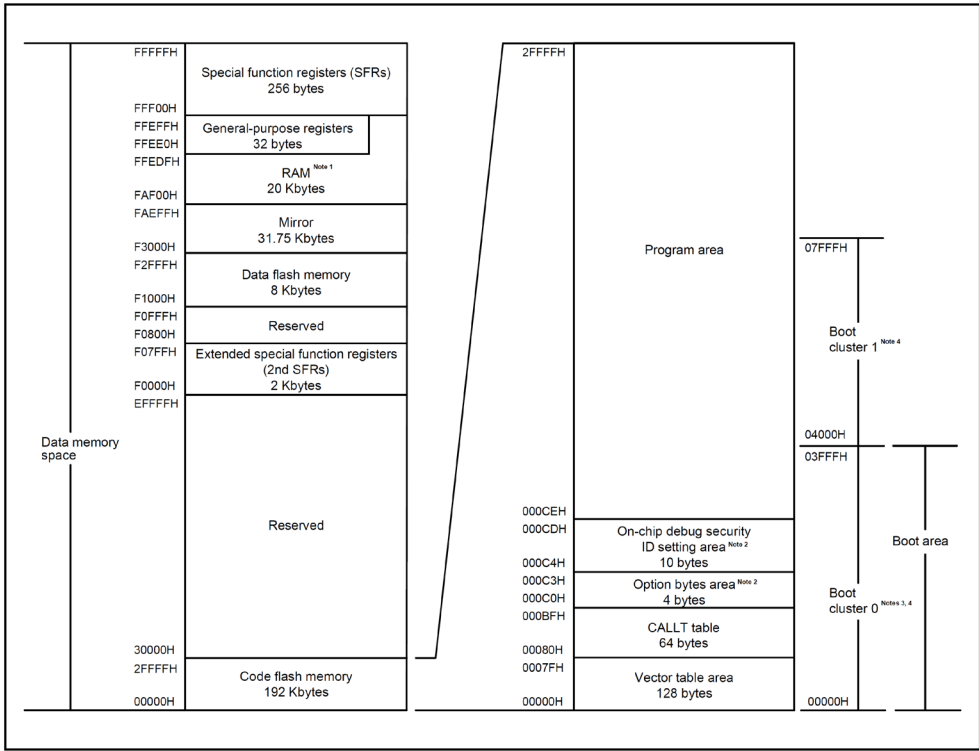 FFFFFH
Special function registers (SFRs)
256 bytes
FFF00H
FFEFFH
General-purpose registers
32 bytes
FFEE0H
FFEDFH
RAM Note 1
20 Kbytes
FAF00H
FAEFFH
Mirror
31.75 Kbytes
F3000H
F2FFFH
Data flash memory
8 Kbytes
F1000H
F0FFFH
Reserved
F0800H
F07FFH
Extended special function registers
(2nd SFRs)
2 Kbytes
F0000H
EFFFFH
Data memory
space
Reserved
30000H
2FFFFH
Code flash memory
192 Kbytes
00000H
2FFFFH
Program area
000CEH
000CDH
On-chip debug security
ID setting area Note 2
10 bytes
000C4H
000C3H
Option bytes area Note 2
4 bytes
000C0H
000BFH
CALLT table
64 bytes
00080H
0007FH
Vector table area
128 bytes
00000H
07FFFH
Boot
cluster 1 Note 4
04000H
03FFFH
Boot
cluster 0 Notes 3, 4
00000H
Boot area